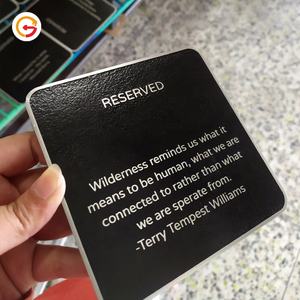 RESERVED
Wilderness reminds us what it
means to be human, what we are
connected to rather than what
we are sperate from.
-Terry Tempest Williams